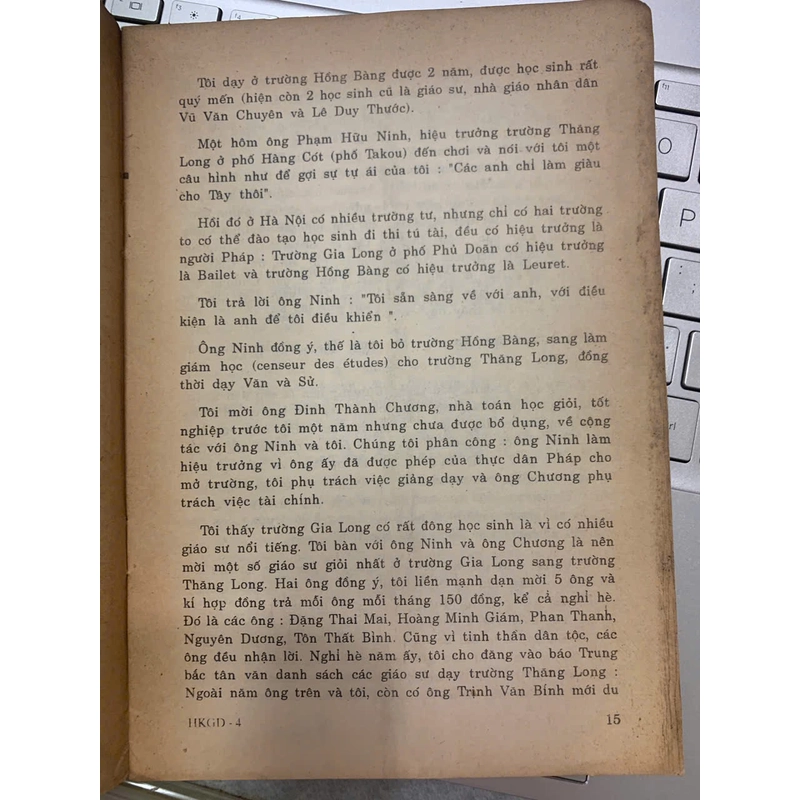 Tôi dạy ở trường Hồng Bàng được 2 năm, được học sinh rất
quý mến (hiện còn 2 học sinh cũ là giáo sư, nhà giáo nhân dân
Vũ Văn Chuyên và Lê Duy Thước).
Một hôm ông Phạm Hữu Ninh, hiệu trưởng trường Thăng
Long ở phố Hàng Cót (phố Takou) đến chơi và nói với tôi một
câu hình như để gợi sự tự ái của tôi : "Các anh chỉ làm giàu
cho Tây thôi".
Hồi đó ở Hà Nội có nhiều trường tư, nhưng chỉ có hai trường
to có thể đào tạo học sinh đi thi tú tài, đều có hiệu trưởng là
người Pháp : Trường Gia Long ở phố Phủ Doãn có hiệu trưởng
là Bailet và trường Hồng Bàng có hiệu trưởng là Leuret.
Tôi trả lời ông Ninh : "Tôi sẵn sàng về với anh, với điều
kiện là anh để tôi điều khiển ".
Ông Ninh đồng ý, thế là tôi bỏ trường Hồng Bàng, sang làm
giám học (censeur des études) cho trường Thăng Long, đồng
thời dạy Văn và Sử.
Tôi mời ông Đinh Thành Chương, nhà toán học giỏi, tốt
nghiệp trước tôi một năm nhưng chưa được bổ dụng, về cộng
tác với ông Ninh và tôi. Chúng tôi phân công : ông Ninh làm
hiệu trưởng vì ông ấy đã được phép của thực dân Pháp cho
mở trường, tôi phụ trách việc giảng dạy và ông Chương phụ
trách việc tài chính.
Tôi thấy trường Gia Long có rất đông học sinh là vì có nhiều
giáo sư nổi tiếng. Tôi bàn với ông Ninh và ông Chương là nên
mời một số giáo sư giỏi nhất ở trường Gia Long sang trường
Thăng Long. Hai ông đồng ý, tôi liền mạnh dạn mời 5 ông và
kí hợp đồng trả mỗi ông mỗi tháng 150 đồng, kể cả nghỉ hè.
Đó là các ông : Đặng Thai Mai, Hoàng Minh Giám, Phan Thanh,
Nguyên Dương, Tôn Thất Bình. Cũng vì tinh thần dân tộc, các
ông đều nhận lời. Nghỉ hè năm ấy, tôi cho đăng vào báo Trung
bắc tân văn danh sách các giáo sư dạy trường Thăng Long :
Ngoài năm ông trên và tôi, còn có ông Trịnh Văn Bính mới du
HKGD - 4
15